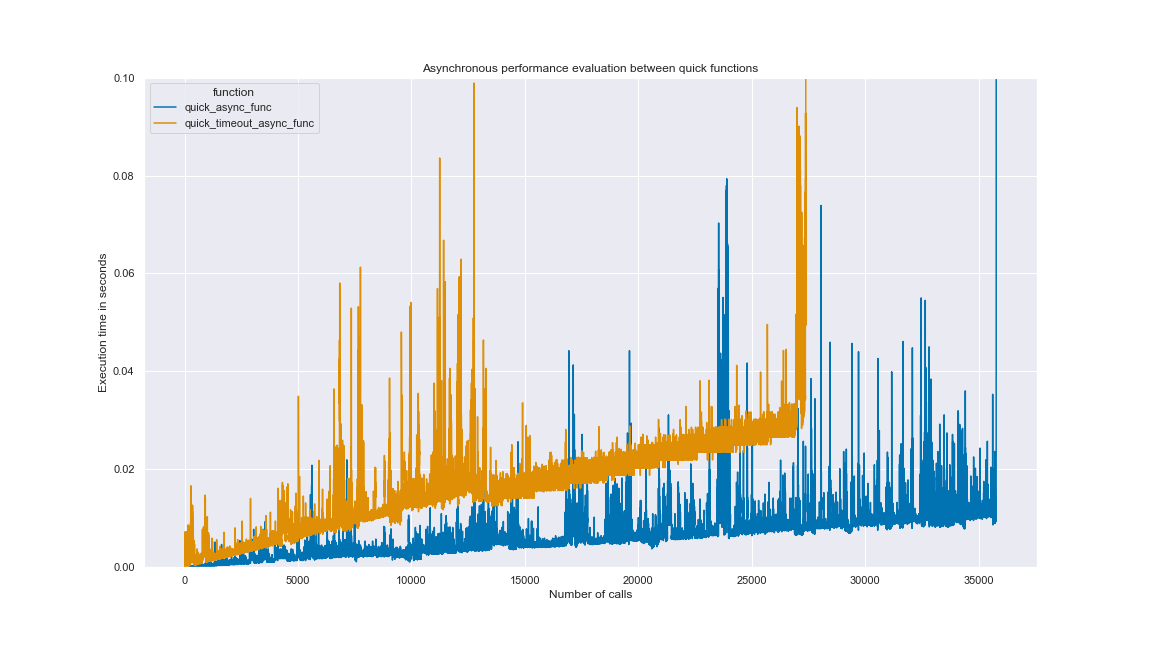 Asynchronous performance evaluation between quick functions
function
quick_async_func
quick_timeout_async_func
Execution time in seconds
0.10
0.08
0.06
0.04
0.02
0.00
0
5000
10000
15000
20000
25000
30000
35000
Number of calls